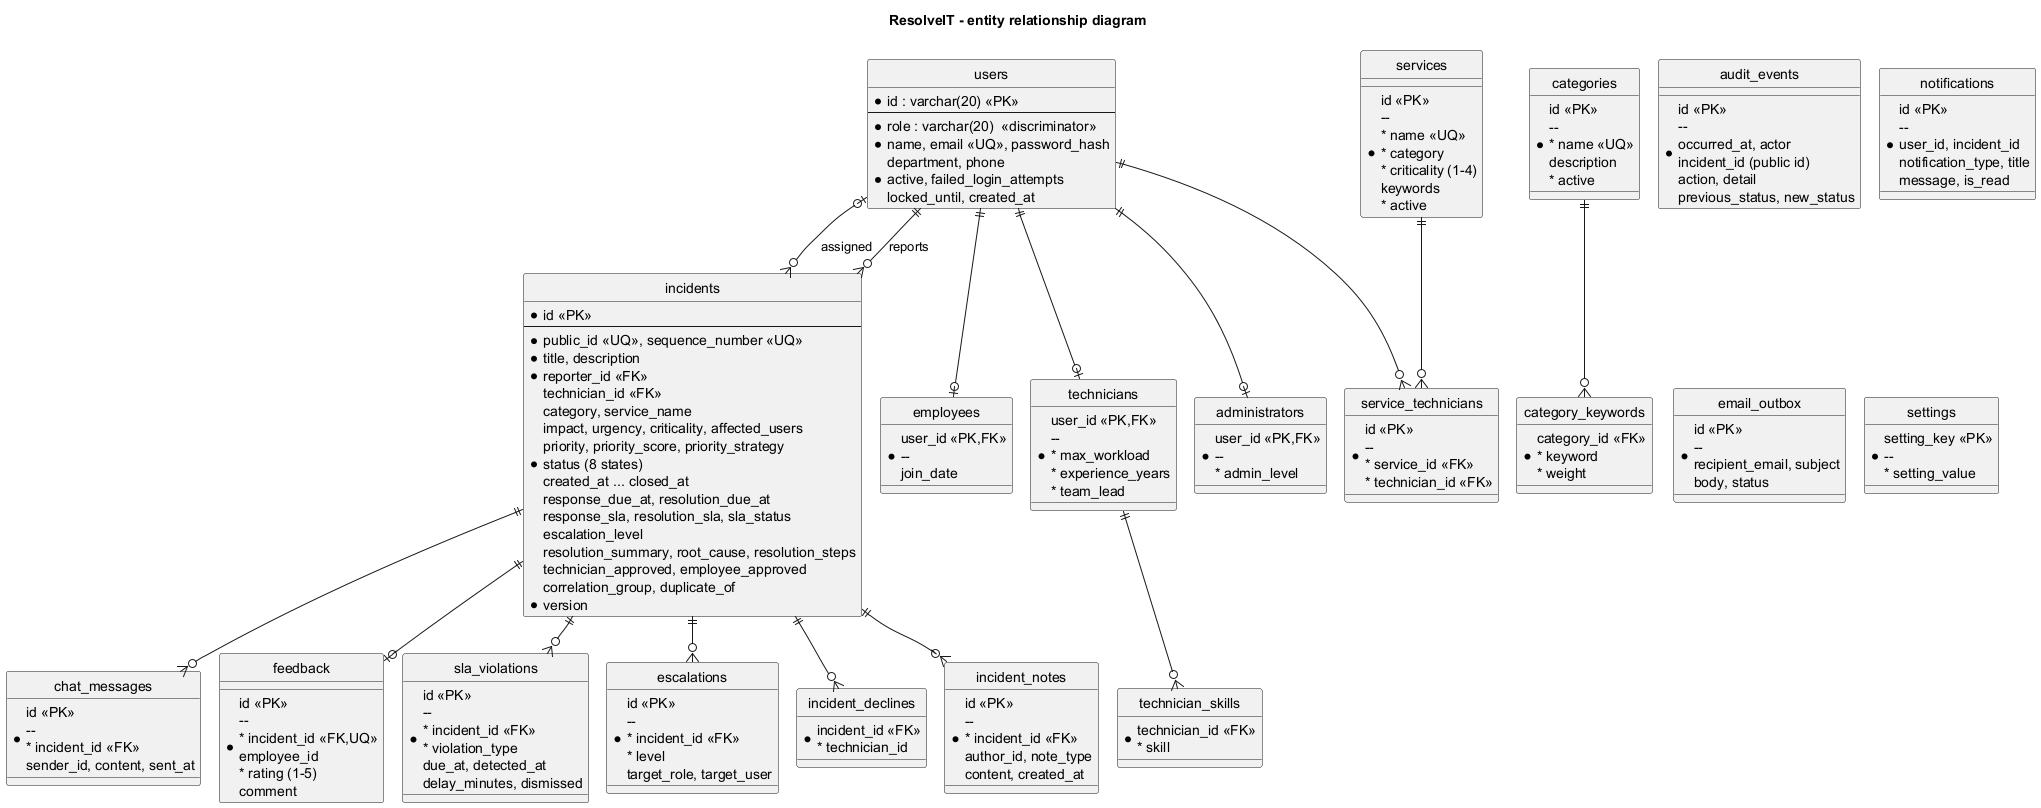 ResolveIT - entity relationship diagram
users
id : varchar(20) «PK»
role : varchar(20)  «discriminator»
name, email «UQ», password_hash
department, phone
active, failed_login_attempts
locked_until, created_at
services
id «PK»
--
* name «UQ»
* category
* criticality (1-4)
keywords
* active
categories
id «PK»
--
* name «UQ»
description
* active
audit_events
id «PK»
--
occurred_at, actor
incident_id (public id)
action, detail
previous_status, new_status
notifications
id «PK»
--
user_id, incident_id
notification_type, title
message, is_read
assigned
reports
incidents
id «PK»
public_id «UQ», sequence_number «UQ»
title, description
reporter_id «FK»
technician_id «FK»
category, service_name
impact, urgency, criticality, affected_users
priority, priority_score, priority_strategy
status (8 states)
created_at ... closed_at
response_due_at, resolution_due_at
response_sla, resolution_sla, sla_status
escalation_level
resolution_summary, root_cause, resolution_steps
technician_approved, employee_approved
correlation_group, duplicate_of
version
employees
user_id «PK,FK»
--
join_date
technicians
user_id «PK,FK»
--
* max_workload
* experience_years
* team_lead
administrators
user_id «PK,FK»
--
* admin_level
service_technicians
id «PK»
--
* service_id «FK»
* technician_id «FK»
category_keywords
category_id «FK»
* keyword
* weight
email_outbox
id «PK»
--
recipient_email, subject
body, status
settings
setting_key «PK»
--
* setting_value
chat_messages
id «PK»
--
* incident_id «FK»
sender_id, content, sent_at
feedback
id «PK»
--
* incident_id «FK,UQ»
employee_id
* rating (1-5)
comment
sla_violations
id «PK»
--
* incident_id «FK»
* violation_type
due_at, detected_at
delay_minutes, dismissed
escalations
id «PK»
--
* incident_id «FK»
* level
target_role, target_user
incident_declines
incident_id «FK»
* technician_id
incident_notes
id «PK»
--
* incident_id «FK»
author_id, note_type
content, created_at
technician_skills
technician_id «FK»
* skill